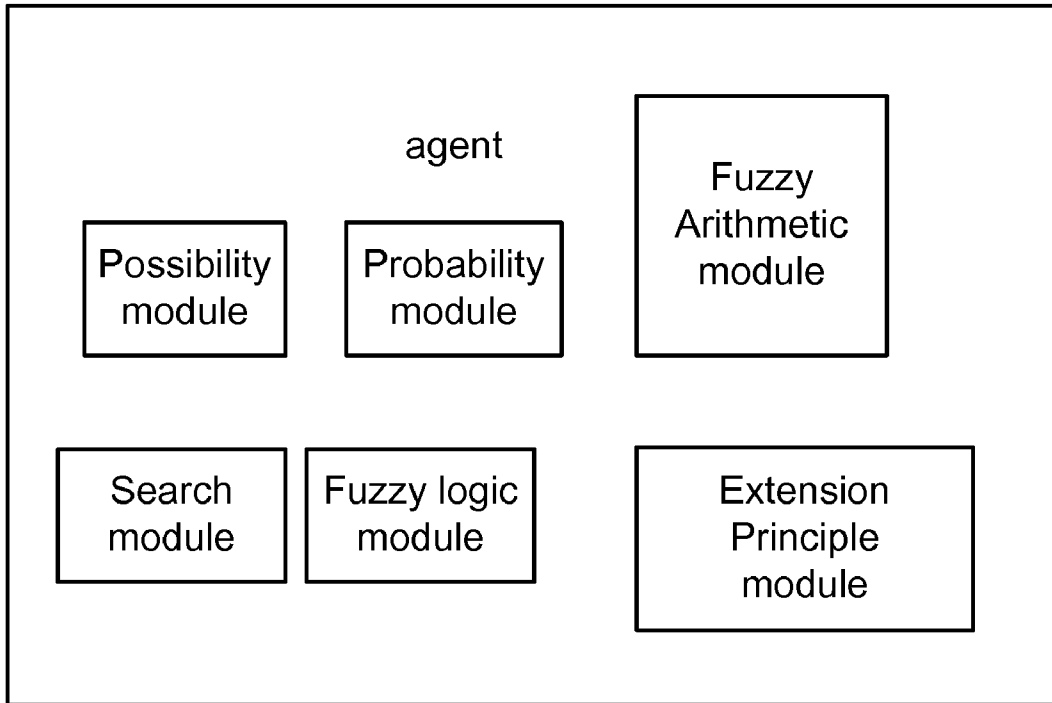 agent
Possibility
module
Probability
module
Fuzzy
Arithmetic
module
Search
module
Fuzzy logic
module
Extension
Principle
module